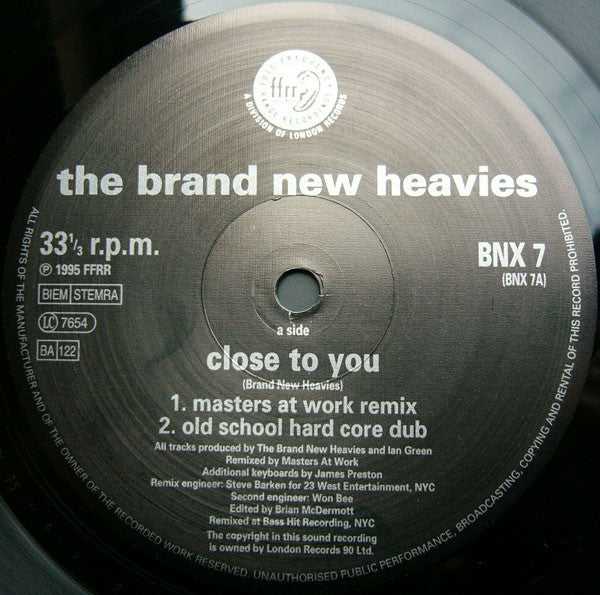 FULL FREQUENCY
ffrr
RANGE RECORDINGS
A DIVISION OF LONDON RECORDS
the brand new heavies
33 1/3 r.p.m.
℗ 1995 FFRR
BIEM STEMRA
LC 7654
BA 122
BNX 7
(BNX 7A)
a side
close to you
(Brand New Heavies)
1. masters at work remix
2. old school hard core dub
All tracks produced by The Brand New Heavies and Ian Green
Remixed by Masters At Work
Additional keyboards by James Preston
Remix engineer: Steve Barken for 23 West Entertainment, NYC
Second engineer: Won Bee
Edited by Brian McDermott
Remixed at Bass Hit Recording, NYC
The copyright in this sound recording
is owned by London Records 90 Ltd.
ALL RIGHTS OF THE MANUFACTURER AND OF THE OWNER OF THE RECORDED WORK RESERVED. UNAUTHORISED PUBLIC PERFORMANCE, BROADCASTING, COPYING AND RENTAL OF THIS RECORD PROHIBITED.